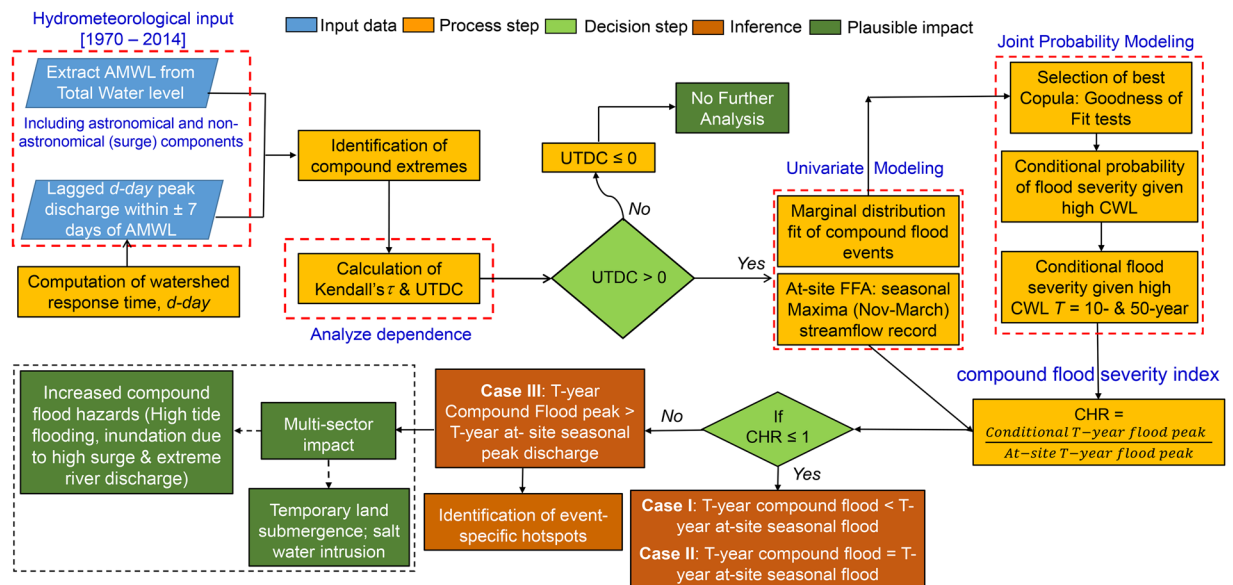 Hydrometeorological input
[1970 – 2014]
Input data
Process step
Decision step
Inference
Plausible impact
Extract AMWL from
Total Water level
Including astronomical and non-
astronomical (surge) components
Lagged d-day peak
discharge within ± 7
days of AMWL
Computation of watershed
response time, d-day
Identification of
compound extremes
Calculation of
Kendall's τ & UTDC
Analyze dependence
No Further
Analysis
UTDC ≤ 0
No
UTDC > 0
Yes
Univariate Modeling
Marginal distribution
fit of compound flood
events
At-site FFA: seasonal
Maxima (Nov-March)
streamflow record
Joint Probability Modeling
Selection of best
Copula: Goodness of
Fit tests
Conditional probability
of flood severity given
high CWL
Conditional flood
severity given high
CWL T = 10- & 50-year
compound flood severity index
CHR =
Conditional T−year flood peak
At−site T−year flood peak
If
CHR ≤ 1
No
Yes
Case I: T-year compound flood < T-
year at-site seasonal flood
Case II: T-year compound flood = T-
year at-site seasonal flood
Case III: T-year
Compound Flood peak >
T-year at- site seasonal
peak discharge
Identification of event-
specific hotspots
Multi-sector
impact
Increased compound
flood hazards (High tide
flooding, inundation due
to high surge & extreme
river discharge)
Temporary land
submergence; salt
water intrusion